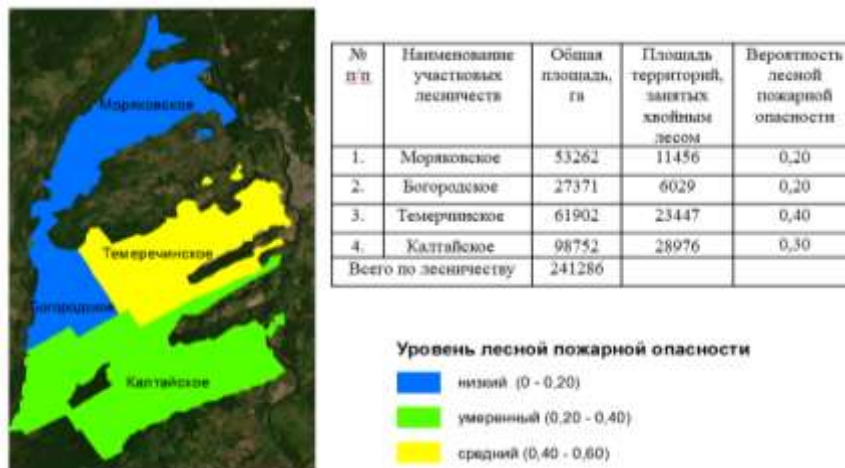 Моряковское
Темеречинское
Богородское
Калтайское
№ п/п
Наименование участковых лесничеств
Общая площадь, га
Площадь территорий, занятых хвойным лесом
Вероятность лесной пожарной опасности
1. Моряковское 53262 11456 0,20
2. Богородское 27371 6029 0,20
3. Темерчинское 61902 23447 0,40
4. Калтайское 98752 28976 0,30
Всего по лесничеству 241286
Уровень лесной пожарной опасности
низкий (0 - 0,20)
умеренный (0,20 - 0,40)
средний (0,40 - 0,60)